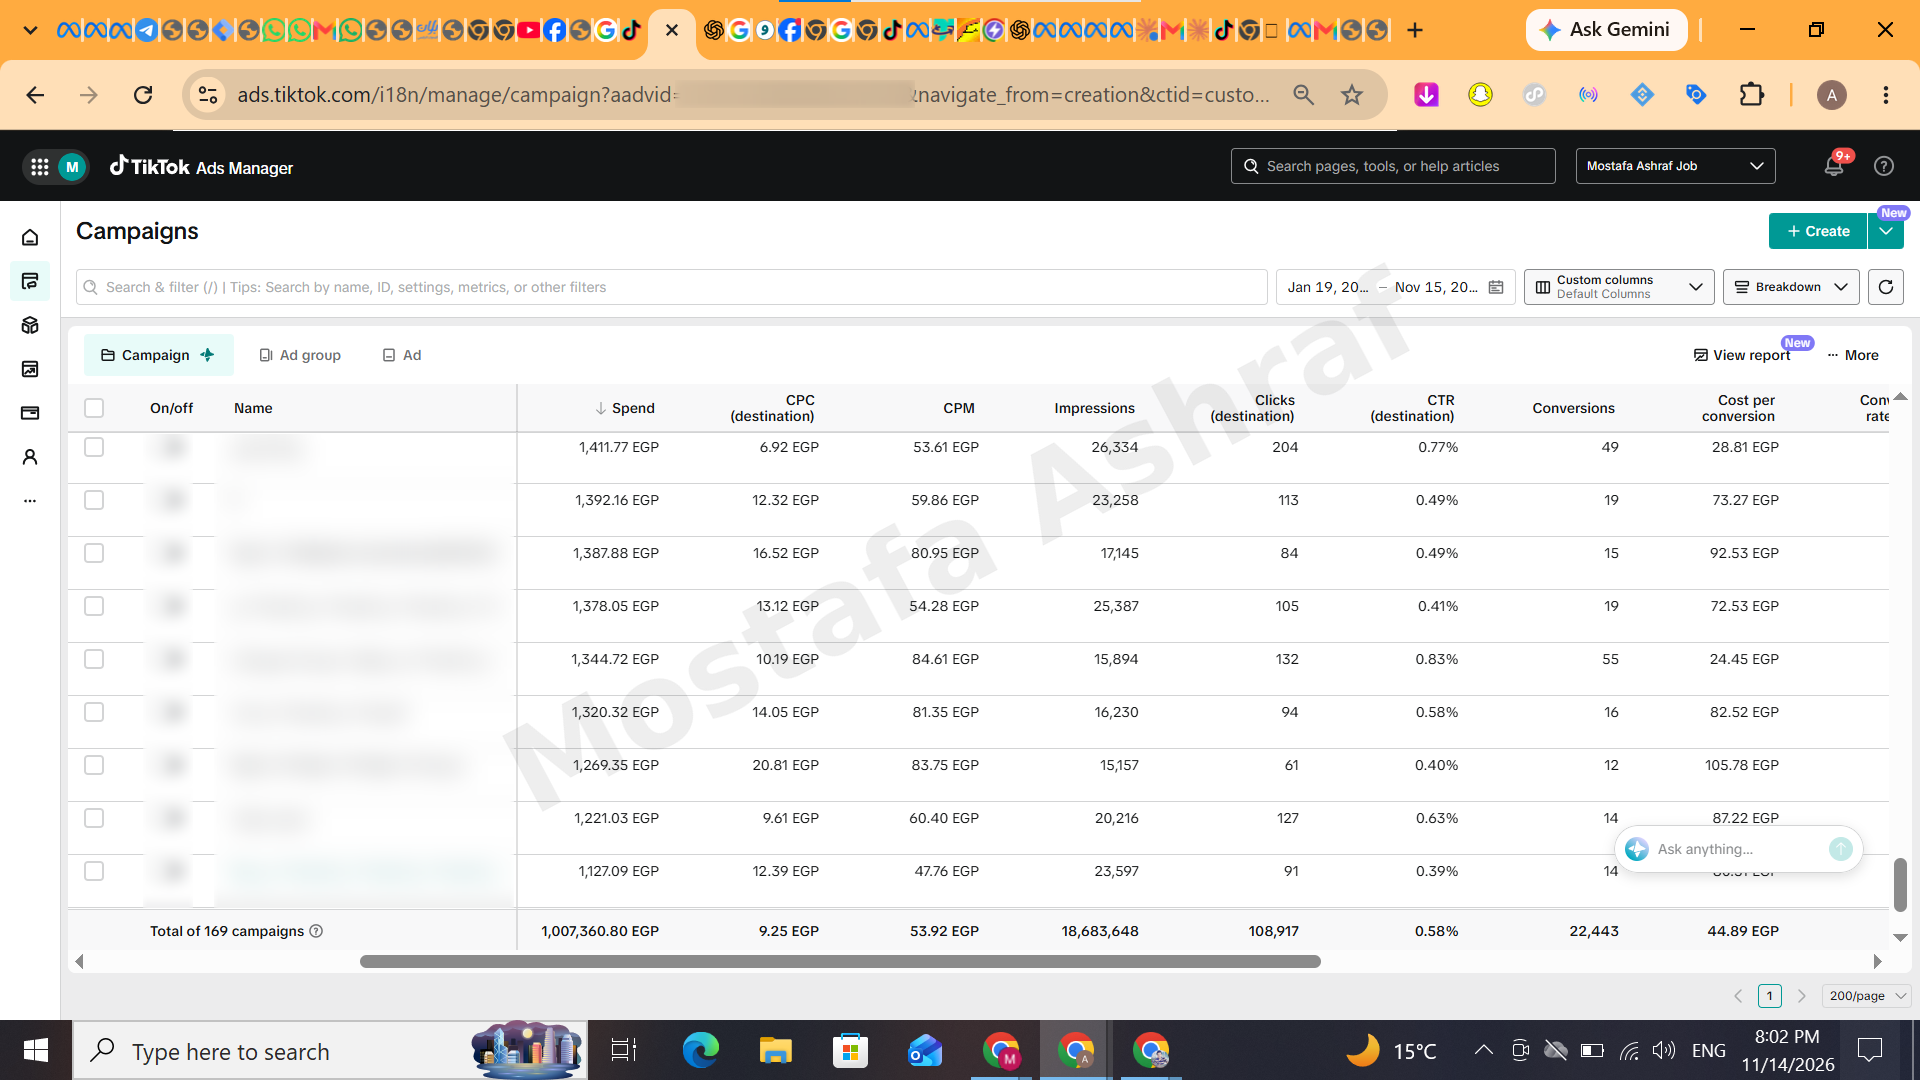 Ask Gemini
ads.tiktok.com/i18n/manage/campaign?aadvid=
navigate_from=creation&ctid=custo...
A
M
TikTok Ads Manager
Search pages, tools, or help articles
Mostafa Ashraf Job
9+
Campaigns
New
+ Create
Search & filter (/) | Tips: Search by name, ID, settings, metrics, or other filters
Jan 19, 20... – Nov 15, 20...
Custom columns
Default Columns
Breakdown
Campaign
Ad group
Ad
View report
New
More
On/off Name Spend CPC (destination) CPM Impressions Clicks (destination) CTR (destination) Conversions Cost per conversion
1,411.77 EGP 6.92 EGP 53.61 EGP 26,334 204 0.77% 49 28.81 EGP
1,392.16 EGP 12.32 EGP 59.86 EGP 23,258 113 0.49% 19 73.27 EGP
1,387.88 EGP 16.52 EGP 80.95 EGP 17,145 84 0.49% 15 92.53 EGP
1,378.05 EGP 13.12 EGP 54.28 EGP 25,387 105 0.41% 19 72.53 EGP
1,344.72 EGP 10.19 EGP 84.61 EGP 15,894 132 0.83% 55 24.45 EGP
1,320.32 EGP 14.05 EGP 81.35 EGP 16,230 94 0.58% 16 82.52 EGP
1,269.35 EGP 20.81 EGP 83.75 EGP 15,157 61 0.40% 12 105.78 EGP
1,221.03 EGP 9.61 EGP 60.40 EGP 20,216 127 0.63% 14 87.22 EGP
1,127.09 EGP 12.39 EGP 47.76 EGP 23,597 91 0.39% 14
Ask anything...
Total of 169 campaigns 1,007,360.80 EGP 9.25 EGP 53.92 EGP 18,683,648 108,917 0.58% 22,443 44.89 EGP
Mostafa Ashraf
1
200/page
Type here to search
15°C
ENG
8:02 PM
11/14/2026